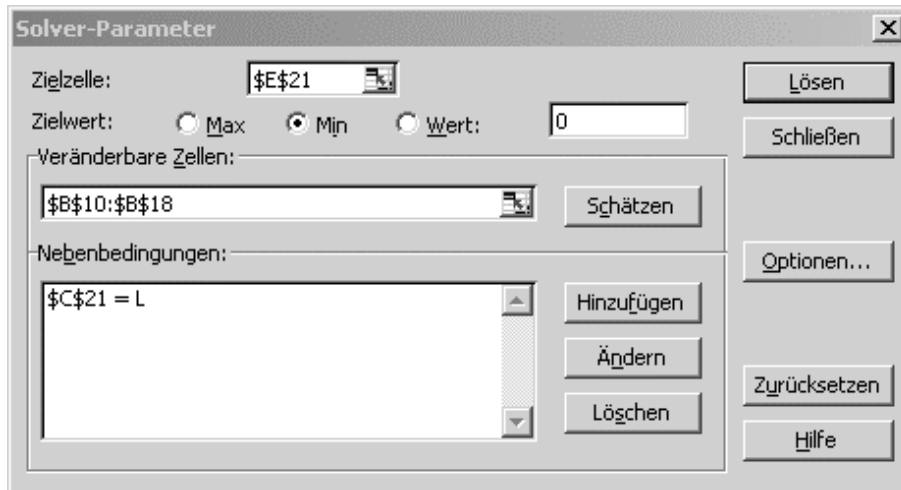 Solver-Parameter
Zielzelle: $E$21
Lösen
Zielwert: Max Min Wert: 0
Schließen
Veränderbare Zellen:
$B$10:$B$18
Schätzen
Nebenbedingungen:
Optionen...
$C$21 = L
Hinzufügen
Ändern
Zurücksetzen
Löschen
Hilfe